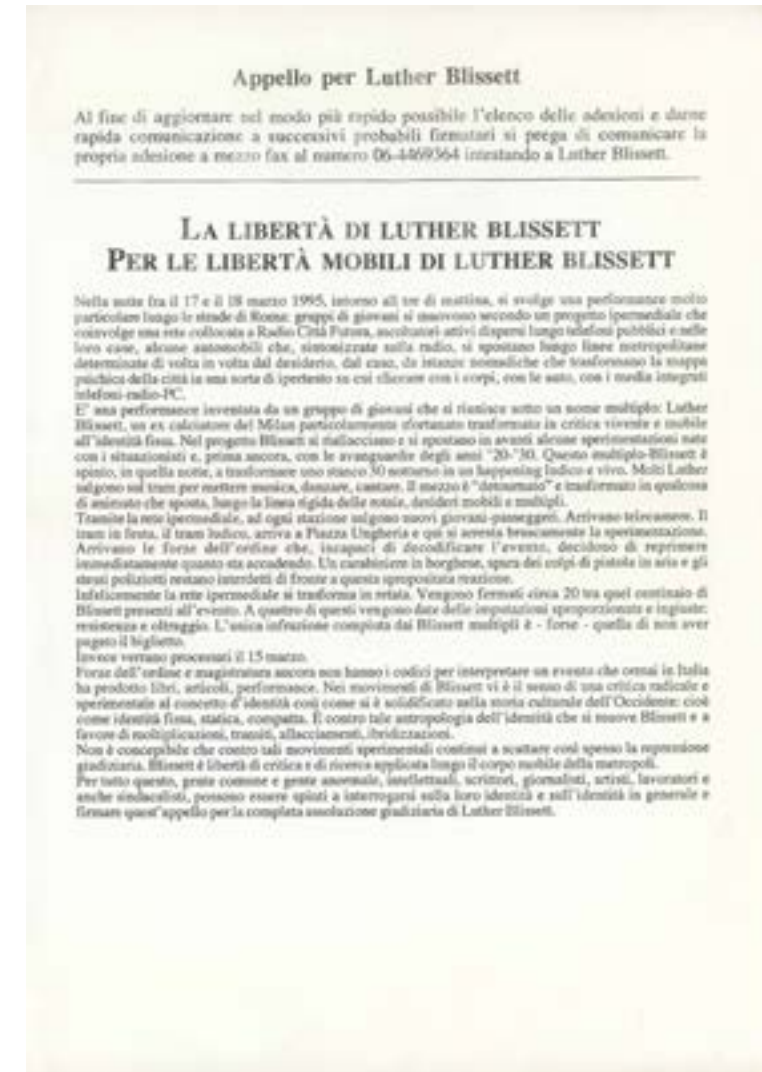 Appello per Luther Blissett
Al fine di aggiornare nel modo più rapido possibile l'elenco delle adesioni e darne
rapida comunicazione a successivi probabili firmatari si prega di comunicare la
propria adesione a mezzo fax al numero 06-4469364 intestando a Luther Blissett.
LA LIBERTÀ DI LUTHER BLISSETT
PER LE LIBERTÀ MOBILI DI LUTHER BLISSETT
Nella notte fra il 17 e il 18 marzo 1995, intorno all tre di mattina, si svolge una performance molto
particolare lungo le strade di Roma: gruppi di giovani si muovono secondo un progetto ipermediale che
coinvolge una rete collocata a Radio Città Futura, ascoltatori attivi dispersi lungo telefoni pubblici e nelle
loro case, alcune automobili che, sintonizzate sulla radio, si spostano lungo linee metropolitane
determinate di volta in volta dal desiderio, dal caso, da istanze nomadiche che trasformano la mappa
psichica della città in una sorta di ipertesto su cui cliccare con i corpi, con le auto, con i media integrati
telefoni-radio-PC.
E' una performance inventata da un gruppo di giovani che si riunisce sotto un nome multiplo: Luther
Blissett, un ex calciatore del Milan particolarmente sfortunato trasformato in critica vivente e mobile
all'identità fissa. Nel progetto Blissett si riallacciano e si spostano in avanti alcune sperimentazioni nate
con i situazionisti e, prima ancora, con le avanguardie degli anni '20-'30. Questo multiplo-Blissett è
spinto, in quella notte, a trasformare uno stanco 30 notturno in un happening ludico e vivo. Molti Luther
salgono sul tram per mettere musica, danzare, cantare. Il mezzo è "detournato" e trasformato in qualcosa
di animato che sposta, lungo la linea rigida delle rotaie, desideri mobili e multipli.
Tramite la rete ipermediale, ad ogni stazione salgono nuovi giovani-passeggeri. Arrivano telecamere. Il
tram in festa, il tram ludico, arriva a Piazza Ungheria e qui si arresta bruscamente la sperimentazione.
Arrivano le forze dell'ordine che, incapaci di decodificare l'evento, decidono di reprimere
immediatamente quanto sta accadendo. Un carabiniere in borghese, spara dei colpi di pistola in aria e gli
stessi poliziotti restano interdetti di fronte a questa spropositata reazione.
Infelicemente la rete ipermediale si trasforma in retata. Vengono fermati circa 20 tra quel centinaio di
Blissett presenti all'evento. A quattro di questi vengono date delle imputazioni sproporzionate e ingiuste:
resistenza e oltraggio. L'unica infrazione compiuta dai Blissett multipli è - forse - quella di non aver
pagato il biglietto.
Invece verrano processati il 15 marzo.
Forze dell'ordine e magistratura ancora non hanno i codici per interpretare un evento che ormai in Italia
ha prodotto libri, articoli, performance. Nei movimenti di Blissett vi è il senso di una critica radicale e
sperimentale al concetto d'identità così come si è solidificato nella storia culturale dell'Occidente: cioè
come identità fissa, statica, compatta. È contro tale antropologia dell'identità che si muove Blissett e a
favore di moltiplicazioni, transiti, allacciamenti, ibridizzazioni.
Non è concepibile che contro tali movimenti sperimentali continui a scattare così spesso la repressione
giudiziaria. Blissett è libertà di critica e di ricerca applicata lungo il corpo mobile della metropoli.
Per tutto questo, gente comune e gente anormale, intellettuali, scrittori, giornalisti, artisti, lavoratori e
anche sindacalisti, possono essere spinti a interrogarsi sulla loro identità e sull'identità in generale e
firmare quest'appello per la completa assoluzione giudiziaria di Luther Blissett.